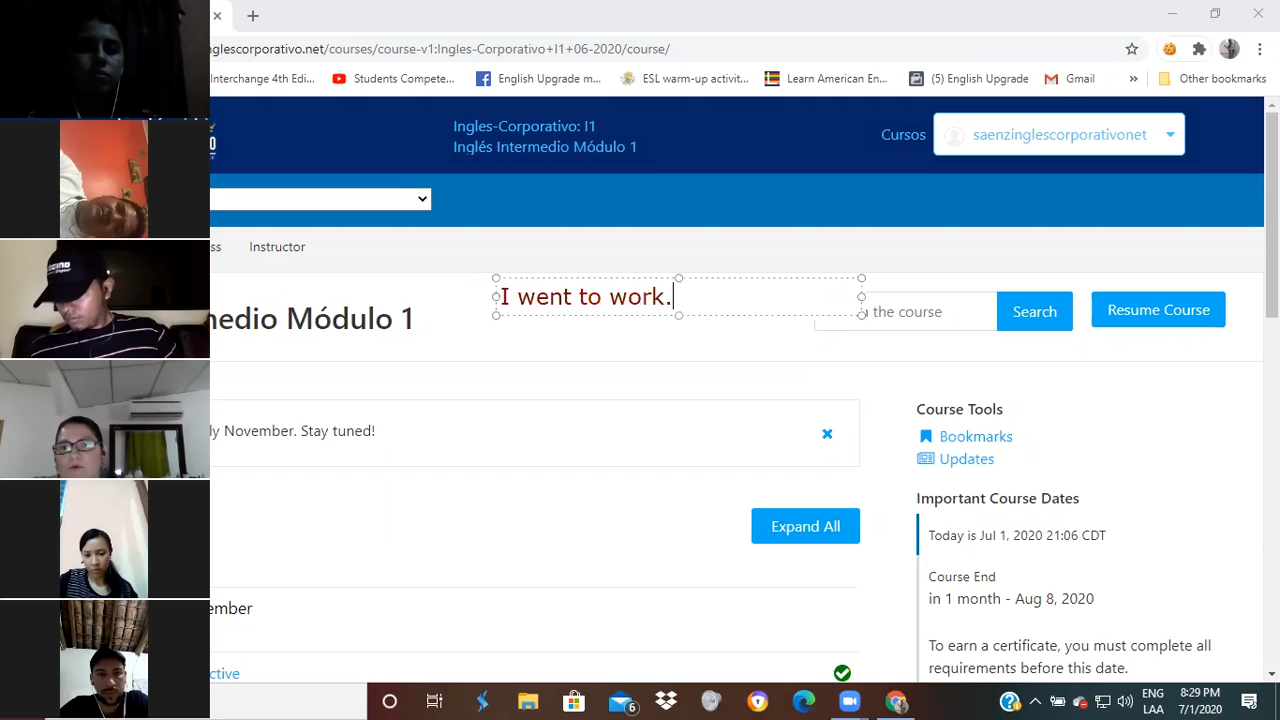 nglescorporativo.net/courses/course-v1:Ingles-Corporativo+I1+06-2020/course/
nterchange 4th Edi...
Students Compete...
English Upgrade m...
ESL warm-up activit...
Learn American En...
(5) English Upgrade
Gmail
»
Other bookmarks
Ingles-Corporativo: I1
Inglés Intermedio Módulo 1
Cursos
saenzinglescorporativonet
ss
Instructor
I went to work.
medio Módulo 1
the course
Search
Resume Course
ly November. Stay tuned!
Course Tools
Bookmarks
Updates
Important Course Dates
Expand All
Today is Jul 1, 2020 21:06 CDT
Course End
in 1 month - Aug 8, 2020
ember
To earn a certificate, you must complete all
requirements before this date.
ctive
6
ENG
LAA
8:29 PM
7/1/2020